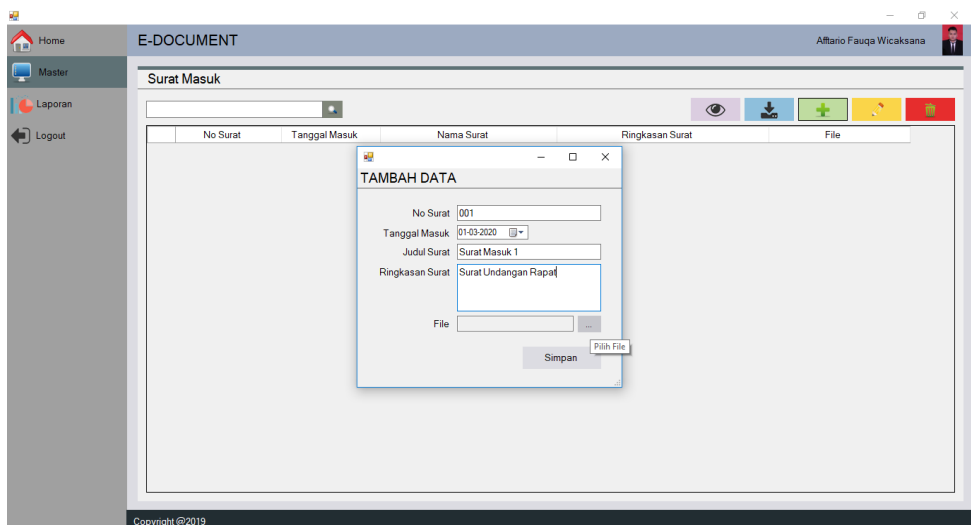 Home
E-DOCUMENT
Afftario Fauqa Wicaksana
Master
Surat Masuk
Laporan
Logout
No Surat Tanggal Masuk Nama Surat Ringkasan Surat File
TAMBAH DATA
No Surat 001
Tanggal Masuk 01-03-2020
Judul Surat Surat Masuk 1
Ringkasan Surat Surat Undangan Rapat
File ...
Pilih File
Simpan
Copyright @2019